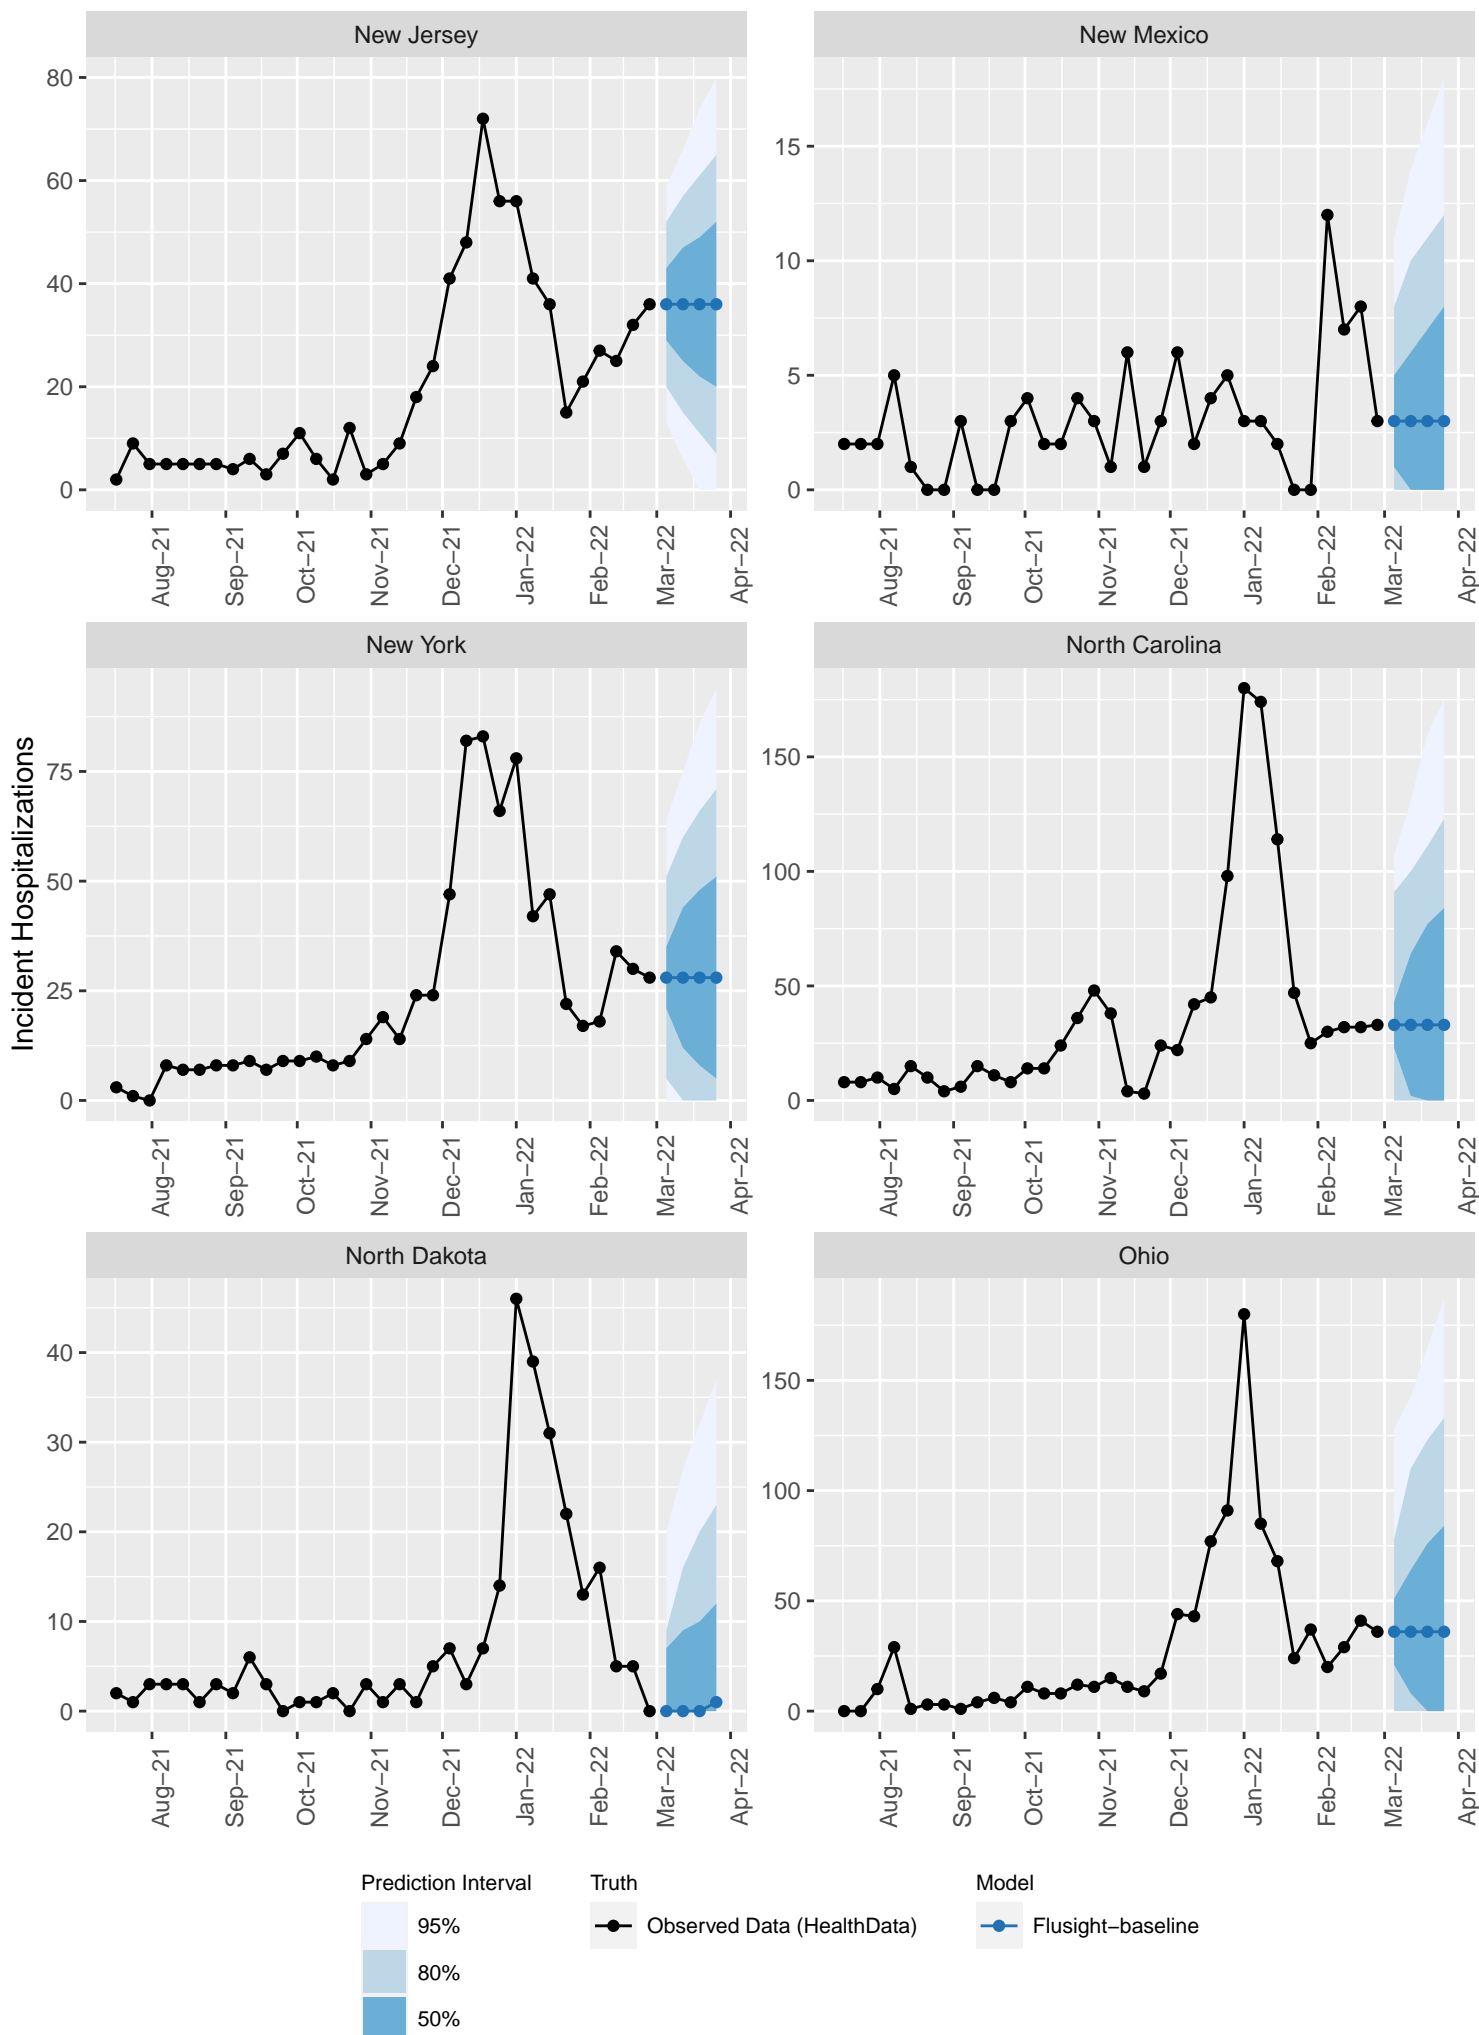 New Jersey
New Mexico
80
60
40
20
0
15
10
5
0
Aug−21
Sep−21
Oct−21
Nov−21
Dec−21
Jan−22
Feb−22
Mar−22
Apr−22
Aug−21
Sep−21
Oct−21
Nov−21
Dec−21
Jan−22
Feb−22
Mar−22
Apr−22
Incident Hospitalizations
New York
North Carolina
75
50
25
0
150
100
50
0
Aug−21
Sep−21
Oct−21
Nov−21
Dec−21
Jan−22
Feb−22
Mar−22
Apr−22
Aug−21
Sep−21
Oct−21
Nov−21
Dec−21
Jan−22
Feb−22
Mar−22
Apr−22
North Dakota
Ohio
40
30
20
10
0
150
100
50
0
Aug−21
Sep−21
Oct−21
Nov−21
Dec−21
Jan−22
Feb−22
Mar−22
Apr−22
Aug−21
Sep−21
Oct−21
Nov−21
Dec−21
Jan−22
Feb−22
Mar−22
Apr−22
Prediction Interval
95%
80%
50%
Truth
Observed Data (HealthData)
Model
Flusight−baseline